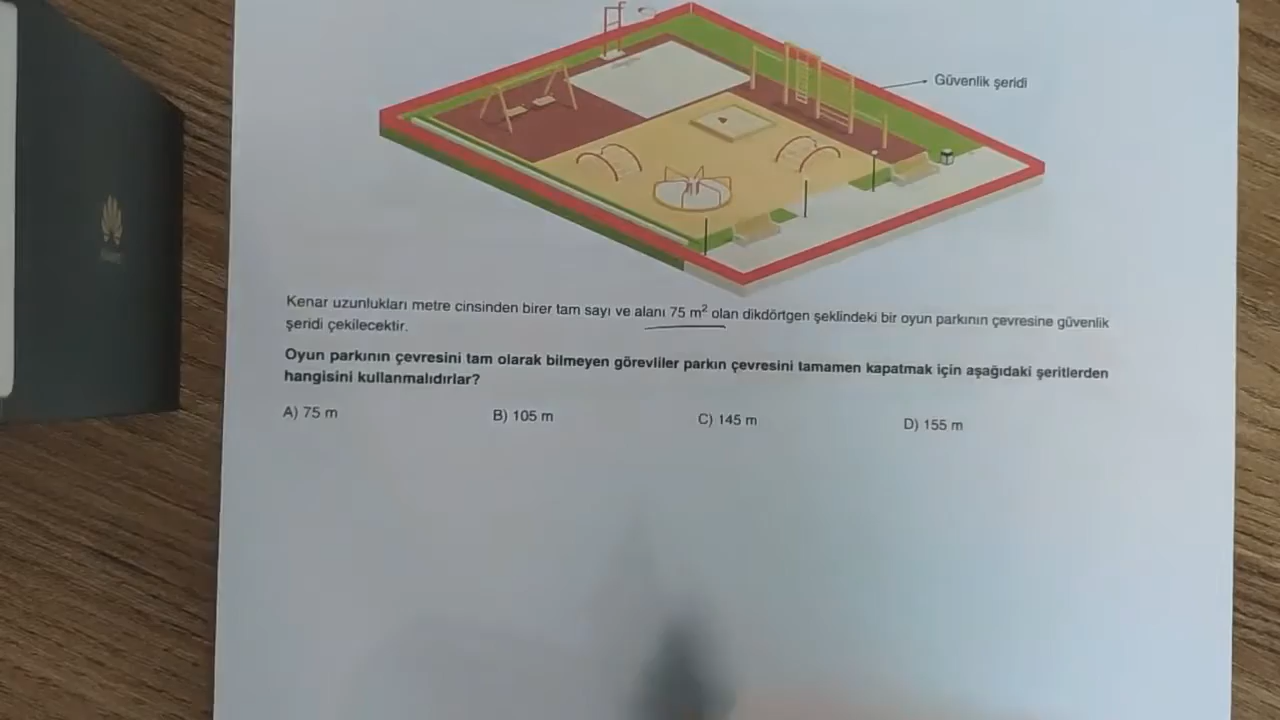 Güvenlik şeridi
Kenar uzunlukları metre cinsinden birer tam sayı ve alanı 75 m² olan dikdörtgen şeklindeki bir oyun parkının çevresine güvenlik
şeridi çekilecektir.
Oyun parkının çevresini tam olarak bilmeyen görevliler parkın çevresini tamamen kapatmak için aşağıdaki şeritlerden
hangisini kullanmalıdırlar?
A) 75 m B) 105 m C) 145 m D) 155 m